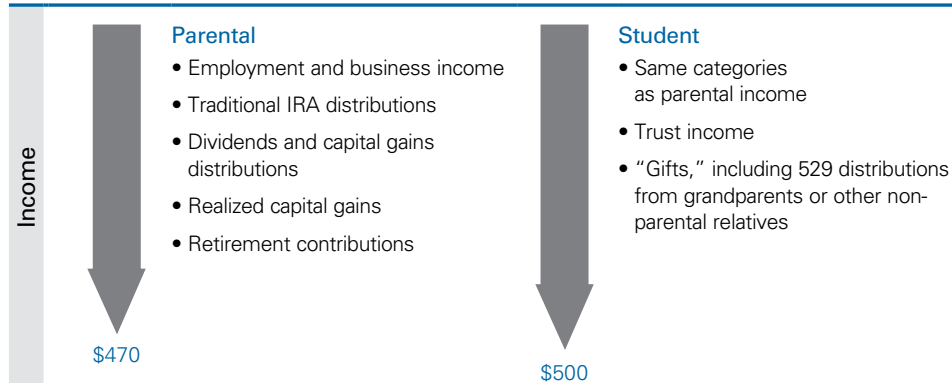 Income
Parental
• Employment and business income
• Traditional IRA distributions
• Dividends and capital gains
distributions
• Realized capital gains
• Retirement contributions
$470
Student
• Same categories
as parental income
• Trust income
• “Gifts,” including 529 distributions
from grandparents or other non-
parental relatives
$500